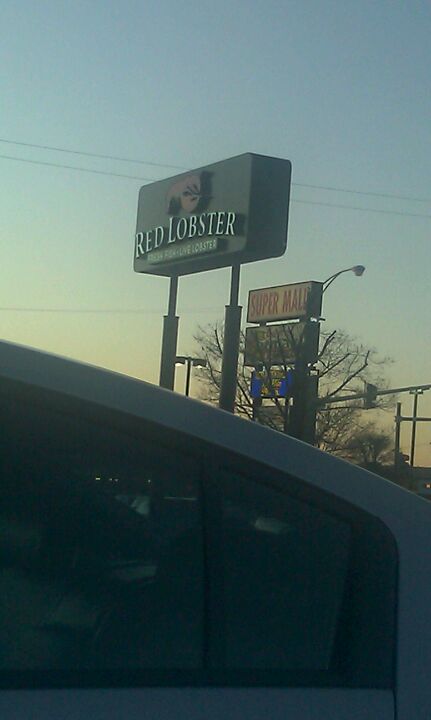 RED LOBSTER
FRESH FISH • LIVE LOBSTER
SUPER MALL